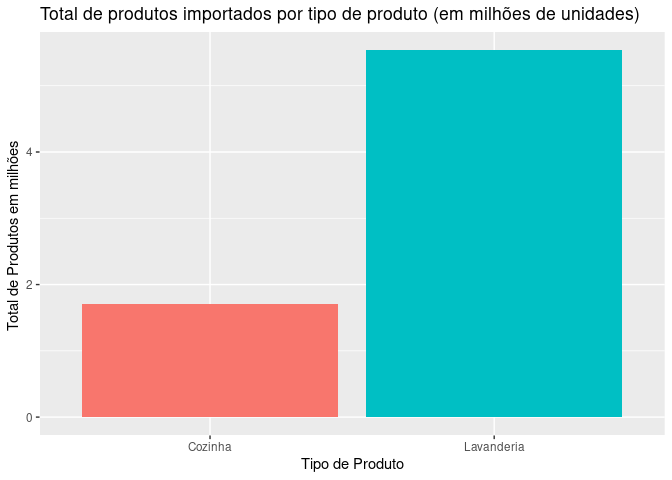 Total de produtos importados por tipo de produto (em milhões de unidades)
Total de Produtos em milhões
4
2
0
Cozinha
Lavanderia
Tipo de Produto